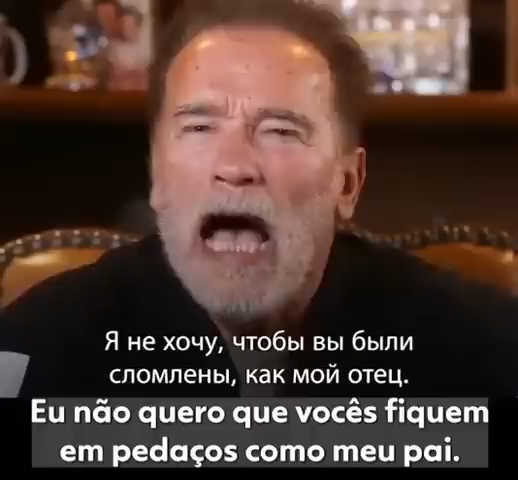 Я не хочу, чтобы вы были
сломлены, как мой отец.
Eu não quero que vocês fiquem
em pedaços como meu pai.